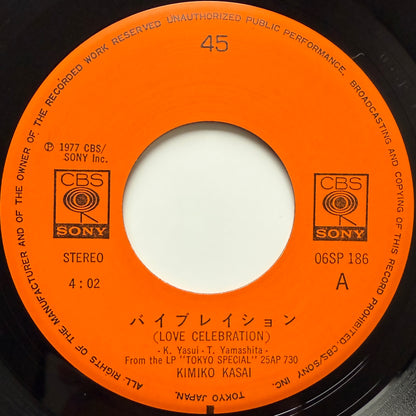 ALL RIGHTS OF THE MANUFACTURER AND OF THE OWNER OF THE RECORDED WORK RESERVED UNAUTHORIZED PUBLIC PERFORMANCE, BROADCASTING AND COPYING OF THIS RECORD PROHIBITED. CBS/SONY INC. TOKYO JAPAN.
45
Ⓟ 1977 CBS/
SONY Inc.
CBS
SONY
CBS
SONY
STEREO
06SP 186
4:02
A
バイブレイション
(LOVE CELEBRATION)
- K. Yasui - T. Yamashita -
From the LP "TOKYO SPECIAL" 25AP 730
KIMIKO KASAI